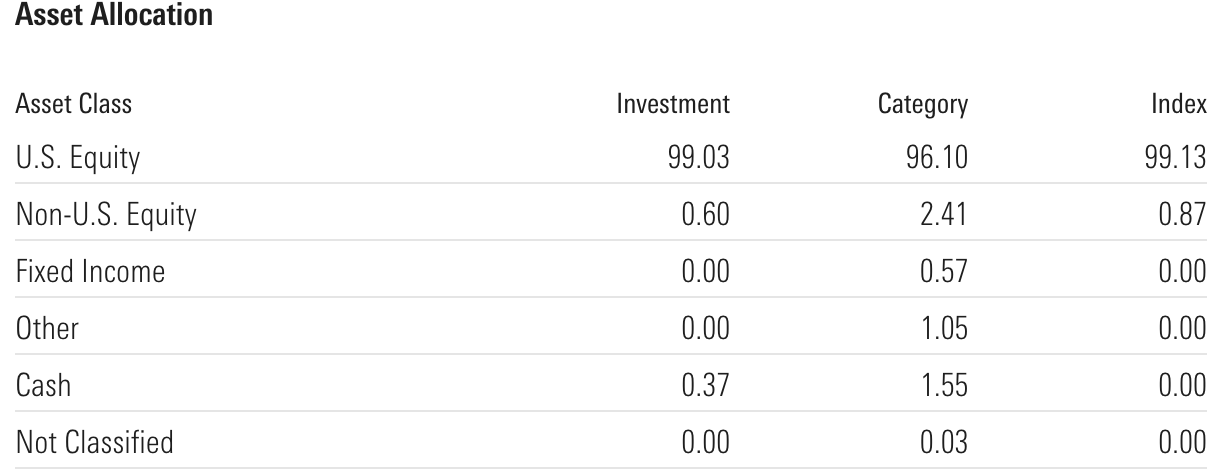 Asset Allocation
Asset Class Investment Category Index
U.S. Equity 99.03 96.10 99.13
Non-U.S. Equity 0.60 2.41 0.87
Fixed Income 0.00 0.57 0.00
Other 0.00 1.05 0.00
Cash 0.37 1.55 0.00
Not Classified 0.00 0.03 0.00